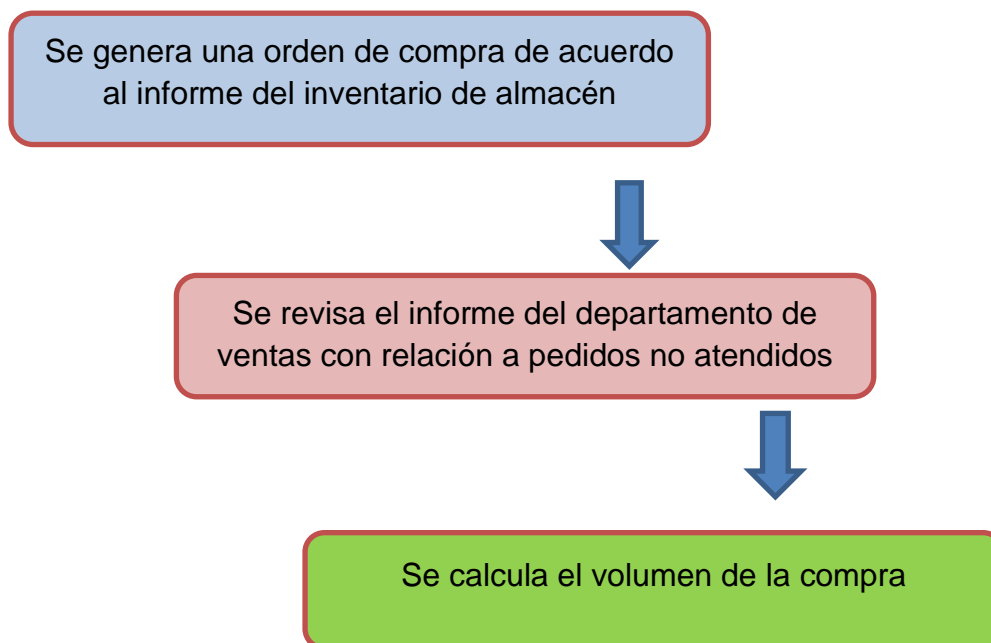 Se genera una orden de compra de acuerdo
al informe del inventario de almacén
Se revisa el informe del departamento de
ventas con relación a pedidos no atendidos
Se calcula el volumen de la compra